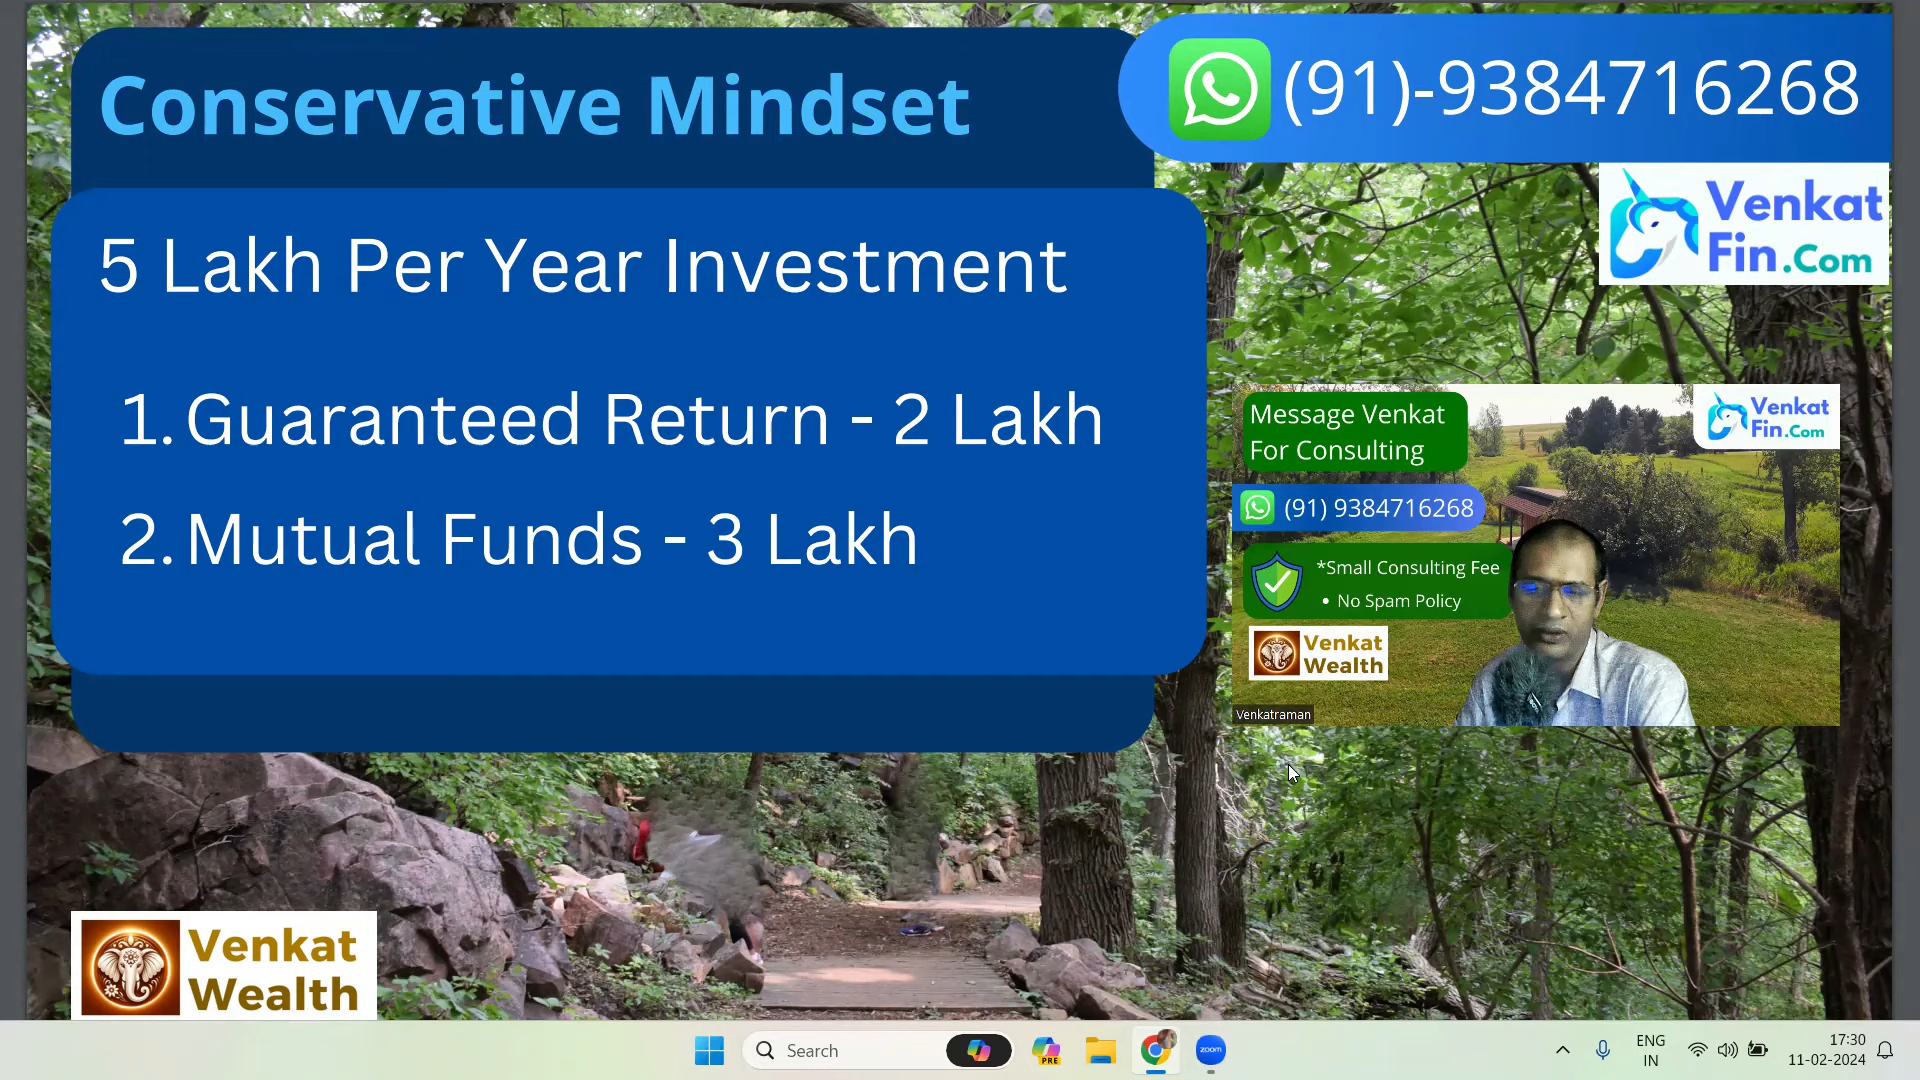 Conservative Mindset
(91)-9384716268
Venkat
Fin.Com
5 Lakh Per Year Investment
1. Guaranteed Return - 2 Lakh
2. Mutual Funds - 3 Lakh
Message Venkat
For Consulting
Venkat
Fin.Com
(91) 9384716268
*Small Consulting Fee
• No Spam Policy
Venkat
Wealth
Venkatraman
Venkat
Wealth
Search
PRE
zoom
ENG
IN
17:30
11-02-2024